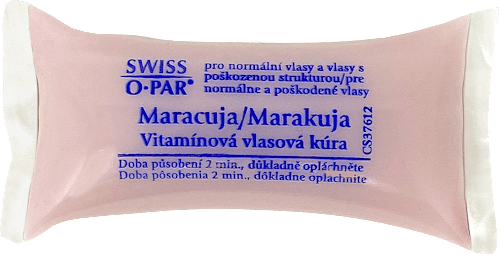 SWISS
O·PAR®
pro normální vlasy a vlasy s
poškozenou strukturou/pre
normálne a poškodené vlasy
Maracuja/Marakuja
Vitamínová vlasová kúra
Doba působení 2 min., důkladně opláchněte
Doba pôsobenia 2 min., dôkladne opláchnite
CS37612